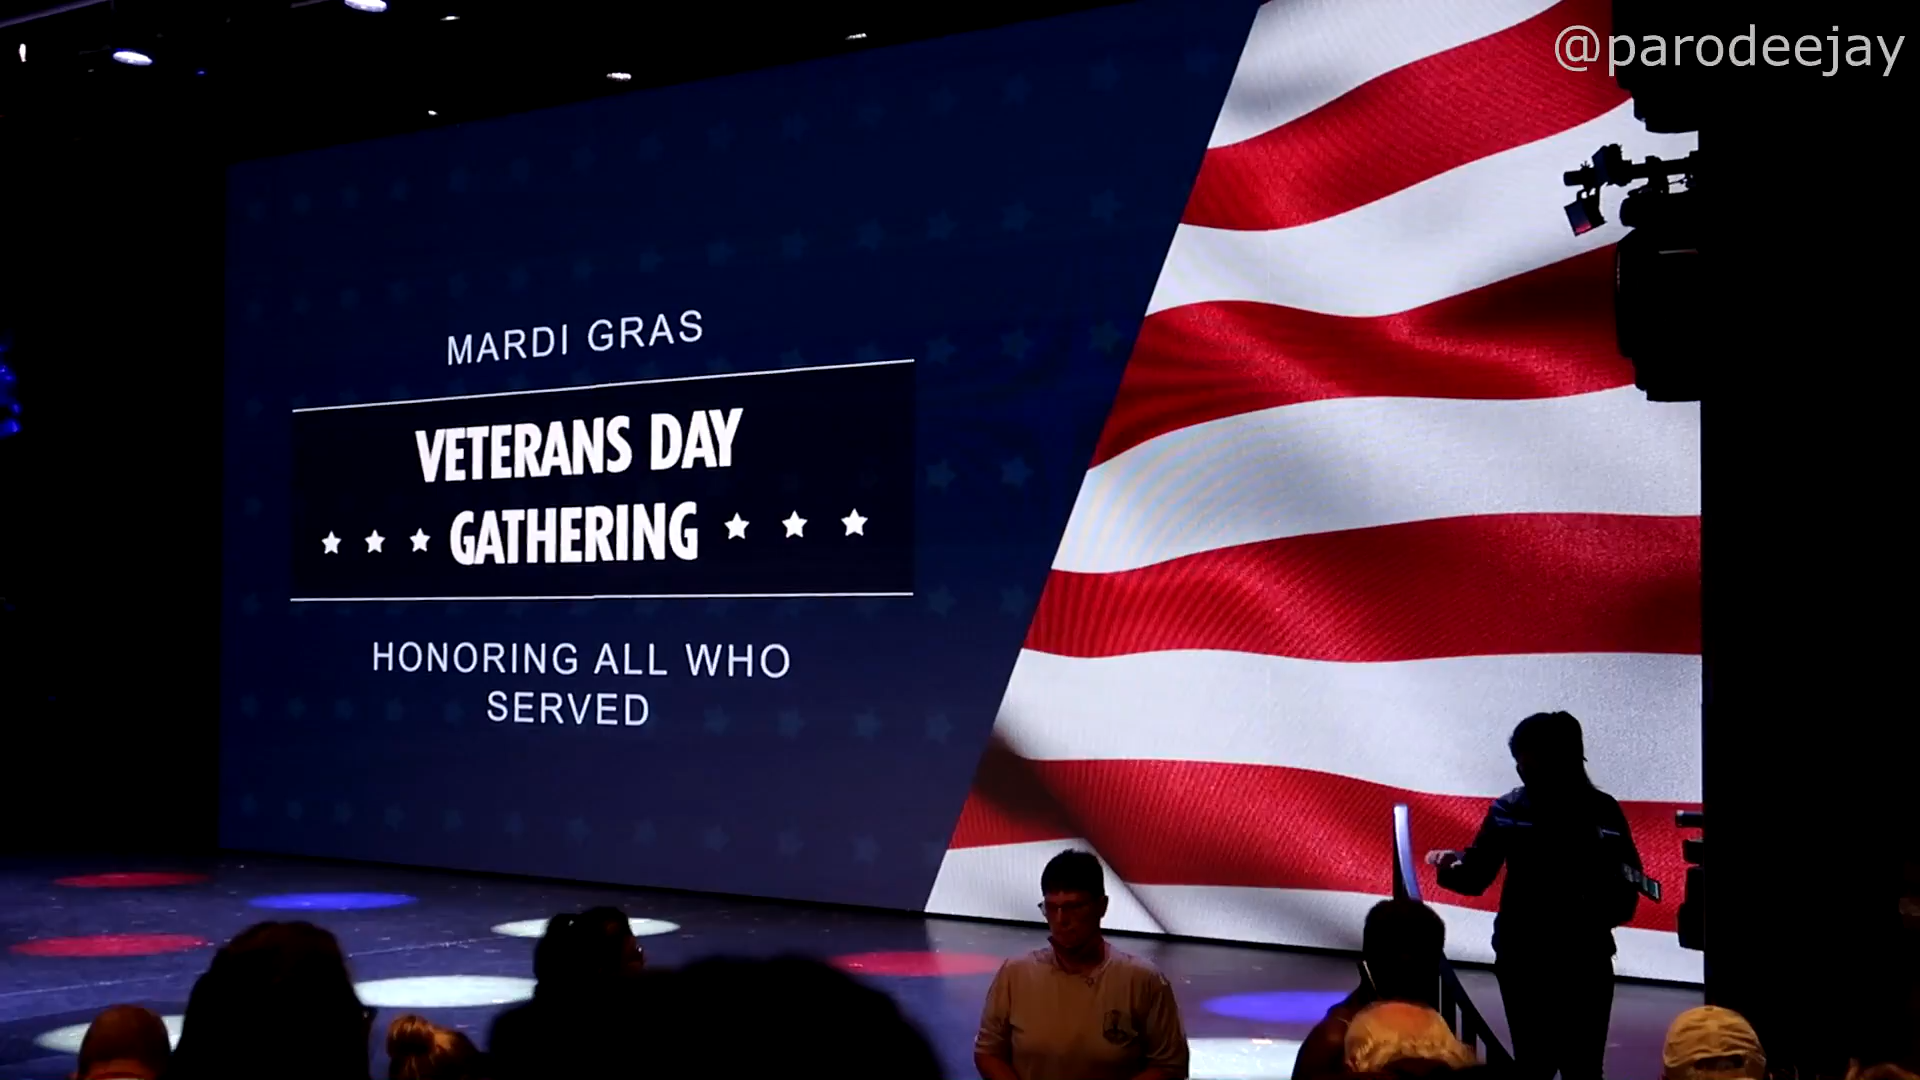 @parodeejay
MARDI GRAS
VETERANS DAY
GATHERING
HONORING ALL WHO
SERVED